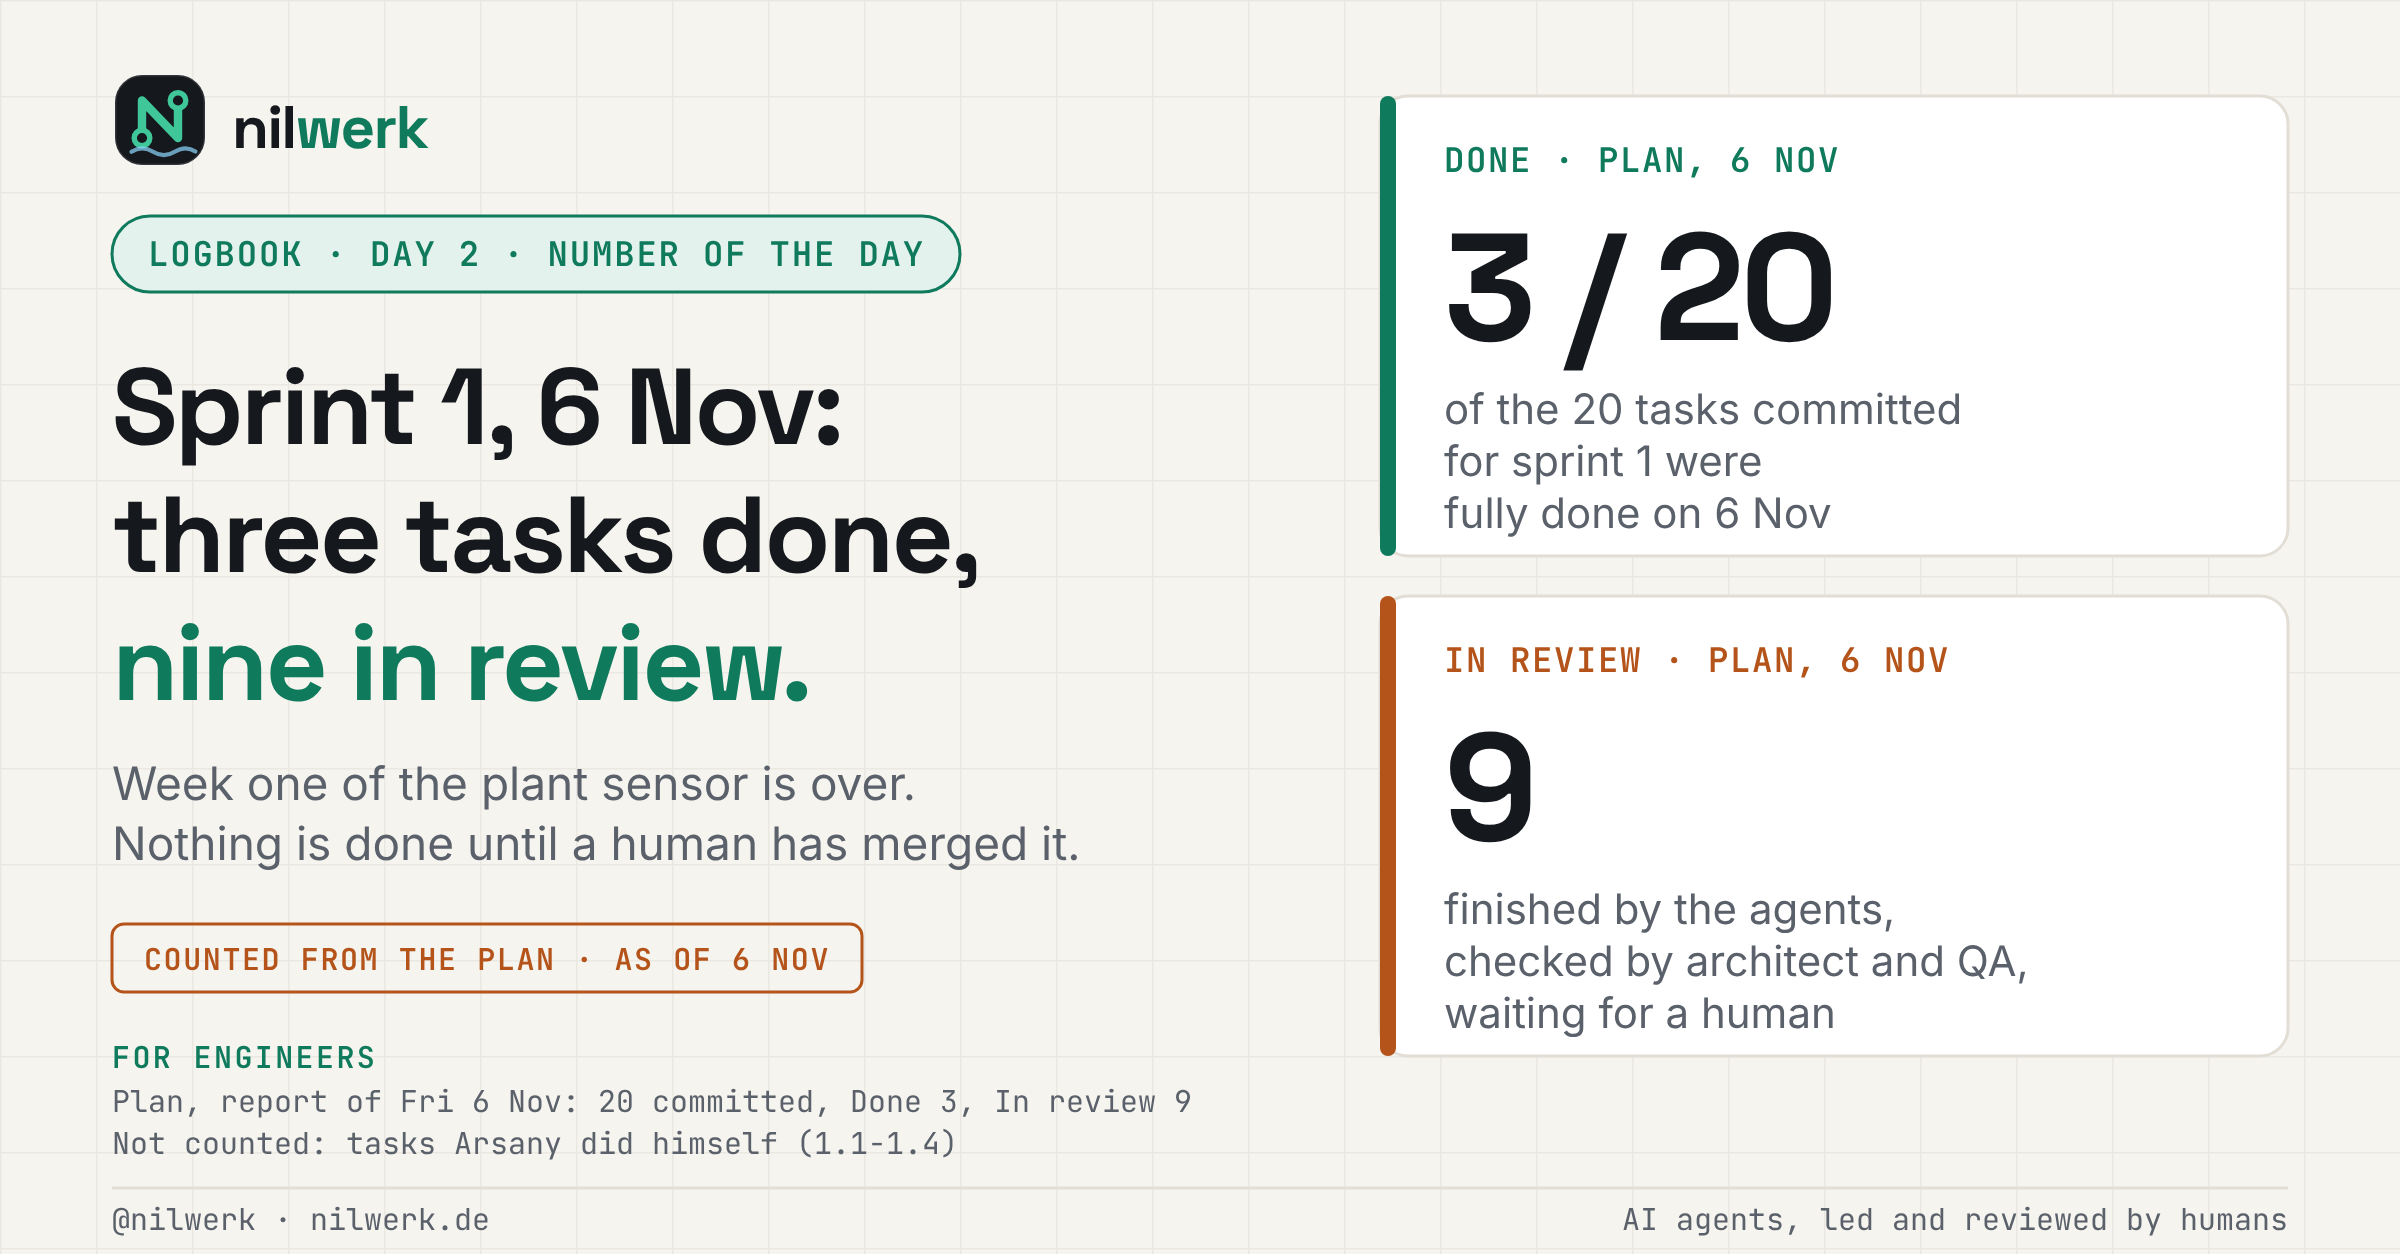 nilwerk
LOGBOOK · DAY 2 · NUMBER OF THE DAY
Sprint 1, 6 Nov:
three tasks done,
nine in review.
Week one of the plant sensor is over.
Nothing is done until a human has merged it.
COUNTED FROM THE PLAN · AS OF 6 NOV
FOR ENGINEERS
Plan, report of Fri 6 Nov: 20 committed, Done 3, In review 9
Not counted: tasks Arsany did himself (1.1-1.4)
DONE · PLAN, 6 NOV
3 / 20
of the 20 tasks committed
for sprint 1 were
fully done on 6 Nov
IN REVIEW · PLAN, 6 NOV
9
finished by the agents,
checked by architect and QA,
waiting for a human
@nilwerk · nilwerk.de
AI agents, led and reviewed by humans